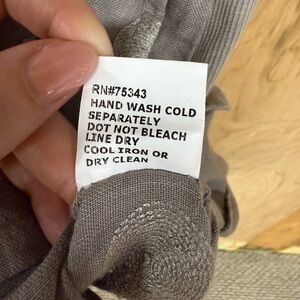 RN#75343
HAND WASH COLD
SEPARATELY
DOT NOT BLEACH
LINE DRY
COOL IRON OR
DRY CLEAN